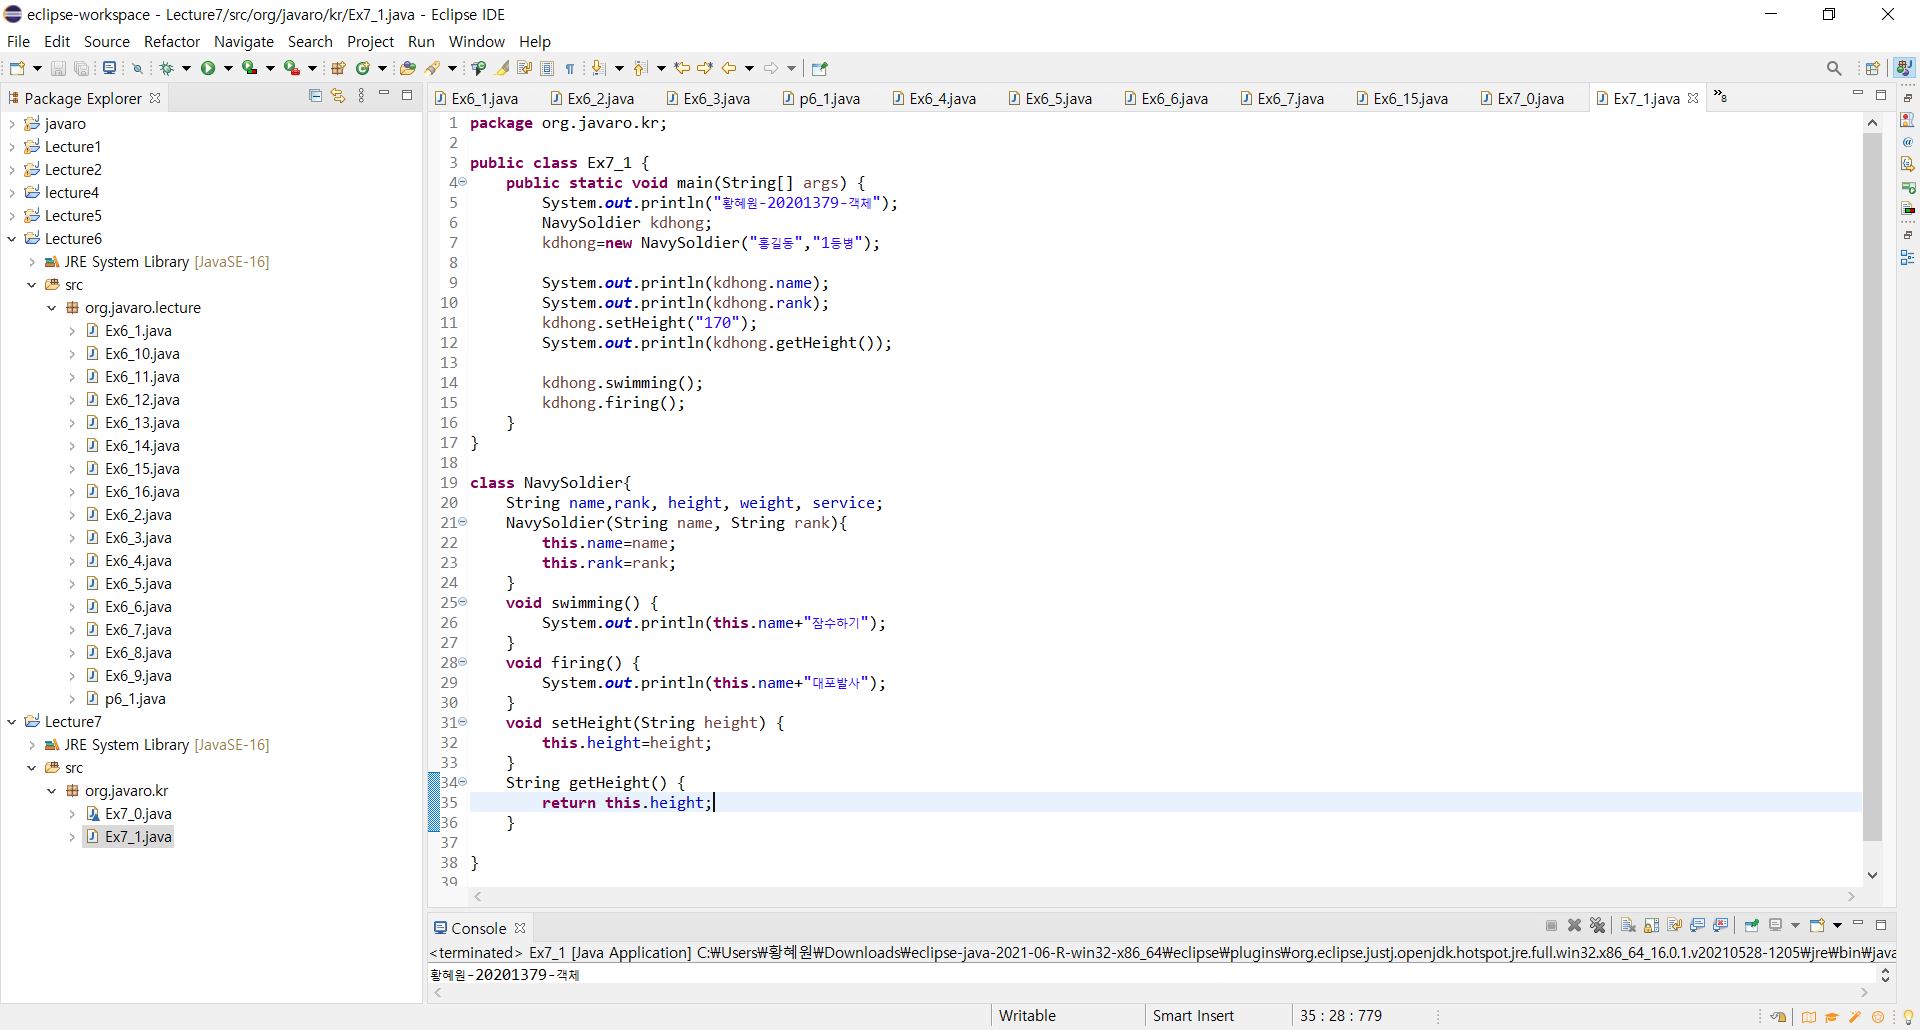 eclipse-workspace - Lecture7/src/org/javaro/kr/Ex7_1.java - Eclipse IDE
File Edit Source Refactor Navigate Search Project Run Window Help
Package Explorer
Ex6_1.java Ex6_2.java Ex6_3.java p6_1.java Ex6_4.java Ex6_5.java Ex6_6.java Ex6_7.java Ex6_15.java Ex7_0.java Ex7_1.java »8
javaro
Lecture1
Lecture2
lecture4
Lecture5
Lecture6
JRE System Library [JavaSE-16]
src
org.javaro.lecture
Ex6_1.java
Ex6_10.java
Ex6_11.java
Ex6_12.java
Ex6_13.java
Ex6_14.java
Ex6_15.java
Ex6_16.java
Ex6_2.java
Ex6_3.java
Ex6_4.java
Ex6_5.java
Ex6_6.java
Ex6_7.java
Ex6_8.java
Ex6_9.java
p6_1.java
Lecture7
JRE System Library [JavaSE-16]
src
org.javaro.kr
Ex7_0.java
Ex7_1.java
1 package org.javaro.kr;
2
3 public class Ex7_1 {
4 public static void main(String[] args) {
5 System.out.println("황혜원-20201379-객체");
6 NavySoldier kdhong;
7 kdhong=new NavySoldier("홍길동","1등병");
8
9 System.out.println(kdhong.name);
10 System.out.println(kdhong.rank);
11 kdhong.setHeight("170");
12 System.out.println(kdhong.getHeight());
13
14 kdhong.swimming();
15 kdhong.firing();
16 }
17 }
18
19 class NavySoldier{
20 String name,rank, height, weight, service;
21 NavySoldier(String name, String rank){
22 this.name=name;
23 this.rank=rank;
24 }
25 void swimming() {
26 System.out.println(this.name+"잠수하기");
27 }
28 void firing() {
29 System.out.println(this.name+"대포발사");
30 }
31 void setHeight(String height) {
32 this.height=height;
33 }
34 String getHeight() {
35 return this.height;
36 }
37
38 }
39
Console
<terminated> Ex7_1 [Java Application] C:₩Users₩황혜원₩Downloads₩eclipse-java-2021-06-R-win32-x86_64₩eclipse₩plugins₩org.eclipse.justj.openjdk.hotspot.jre.full.win32.x86_64_16.0.1.v20210528-1205₩jre₩bin₩java
황혜원-20201379-객체
Writable Smart Insert 35 : 28 : 779